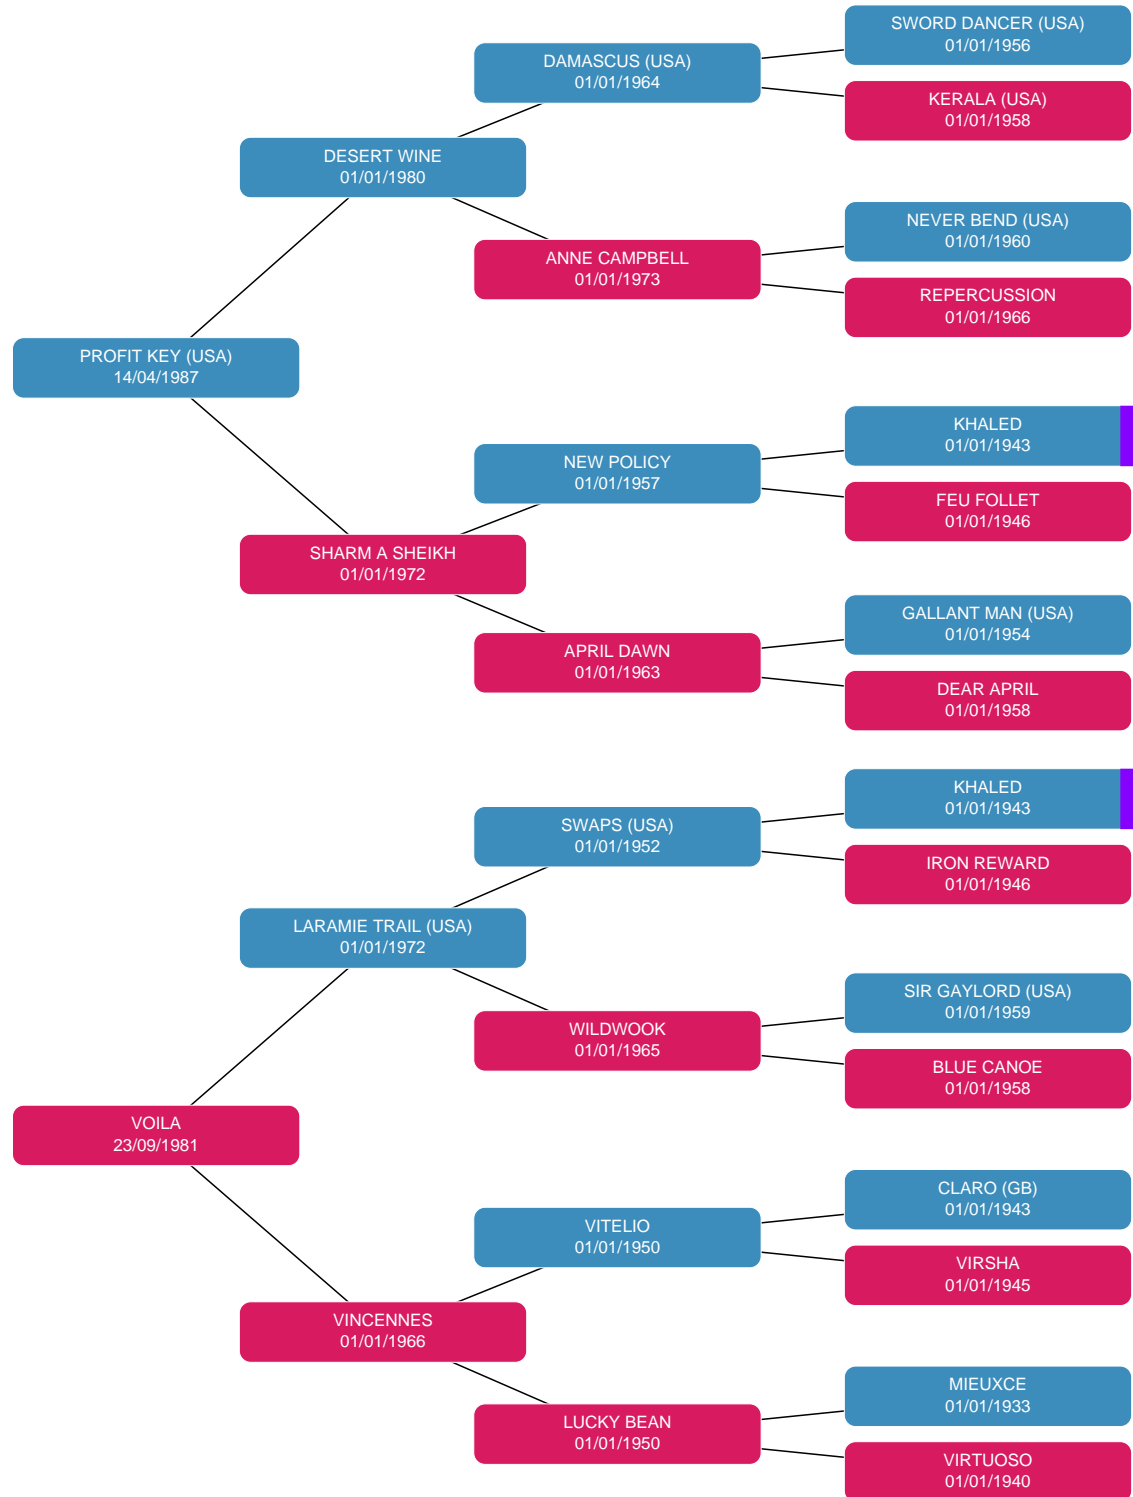 SWORD DANCER (USA)
01/01/1956
DAMASCUS (USA)
01/01/1964
KERALA (USA)
01/01/1958
DESERT WINE
01/01/1980
NEVER BEND (USA)
01/01/1960
ANNE CAMPBELL
01/01/1973
REPERCUSSION
01/01/1966
PROFIT KEY (USA)
14/04/1987
KHALED
01/01/1943
NEW POLICY
01/01/1957
FEU FOLLET
01/01/1946
SHARM A SHEIKH
01/01/1972
GALLANT MAN (USA)
01/01/1954
APRIL DAWN
01/01/1963
DEAR APRIL
01/01/1958
KHALED
01/01/1943
SWAPS (USA)
01/01/1952
IRON REWARD
01/01/1946
LARAMIE TRAIL (USA)
01/01/1972
SIR GAYLORD (USA)
01/01/1959
WILDWOOK
01/01/1965
BLUE CANOE
01/01/1958
VOILA
23/09/1981
CLARO (GB)
01/01/1943
VITELIO
01/01/1950
VIRSHA
01/01/1945
VINCENNES
01/01/1966
MIEUXCE
01/01/1933
LUCKY BEAN
01/01/1950
VIRTUOSO
01/01/1940